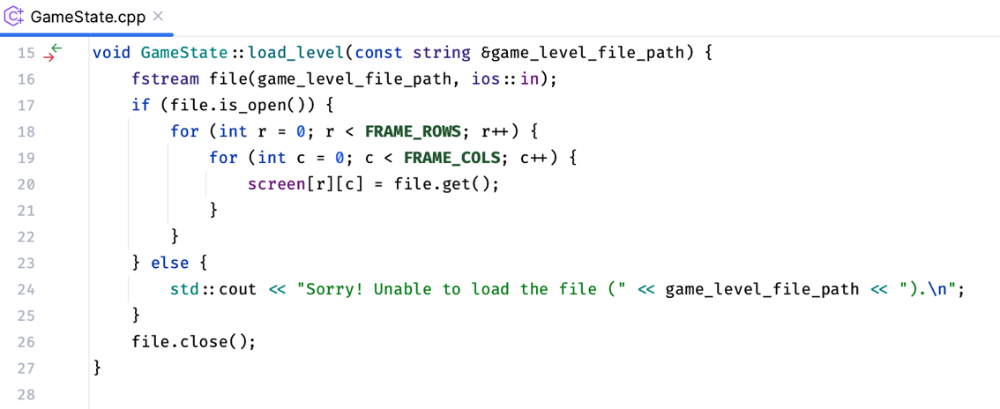 GameState.cpp
15 void GameState::load_level(const string &game_level_file_path) {
16 fstream file(game_level_file_path, ios::in);
17 if (file.is_open()) {
18 for (int r = 0; r < FRAME_ROWS; r++) {
19 for (int c = 0; c < FRAME_COLS; c++) {
20 screen[r][c] = file.get();
21 }
22 }
23 } else {
24 std::cout << "Sorry! Unable to load the file (" << game_level_file_path << ").\n";
25 }
26 file.close();
27 }
28